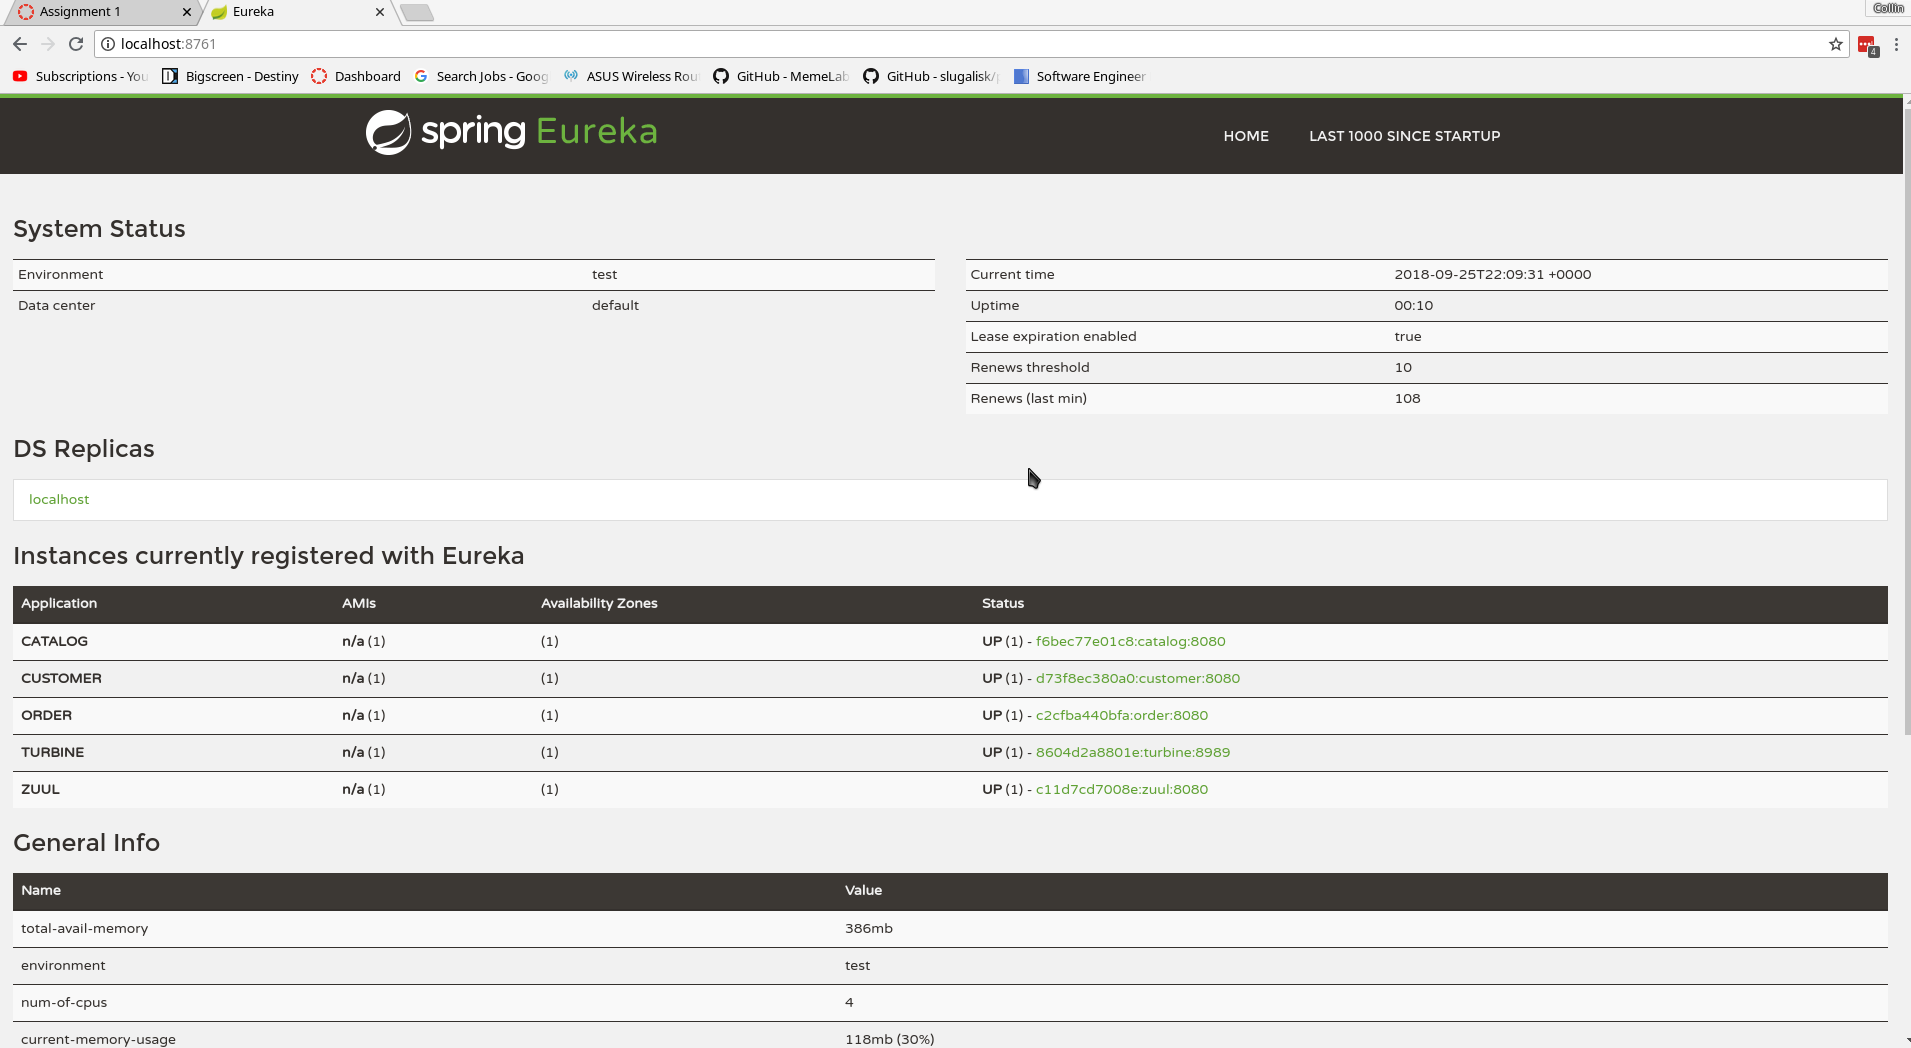 Assignment 1
Eureka
Collin
localhost:8761
4
Subscriptions - You
Bigscreen - Destiny
Dashboard
Search Jobs - Goog
ASUS Wireless Rou
GitHub - MemeLab
GitHub - slugalisk/
Software Engineer
spring Eureka
HOME
LAST 1000 SINCE STARTUP
System Status
Environment test
Data center default
Current time 2018-09-25T22:09:31 +0000
Uptime 00:10
Lease expiration enabled true
Renews threshold 10
Renews (last min) 108
DS Replicas
localhost
Instances currently registered with Eureka
Application AMIs Availability Zones Status
CATALOG n/a (1) (1) UP (1) - f6bec77e01c8:catalog:8080
CUSTOMER n/a (1) (1) UP (1) - d73f8ec380a0:customer:8080
ORDER n/a (1) (1) UP (1) - c2cfba440bfa:order:8080
TURBINE n/a (1) (1) UP (1) - 8604d2a8801e:turbine:8989
ZUUL n/a (1) (1) UP (1) - c11d7cd7008e:zuul:8080
General Info
Name Value
total-avail-memory 386mb
environment test
num-of-cpus 4
current-memory-usage 118mb (30%)